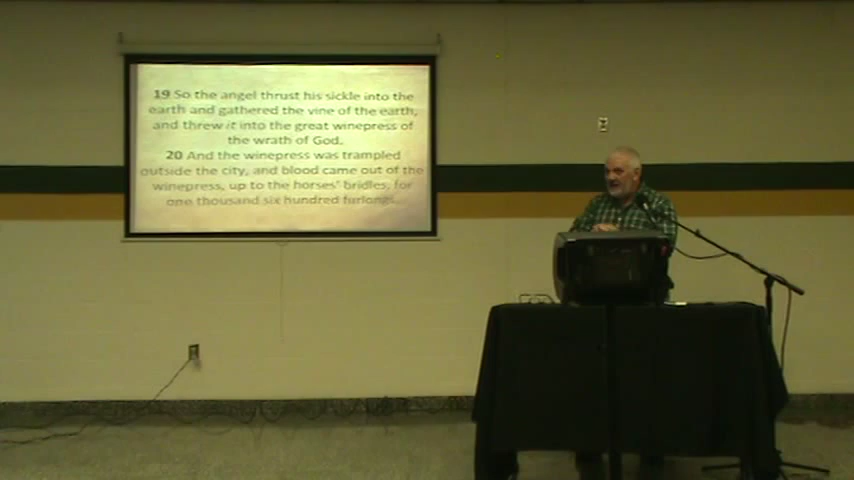 19 So the angel thrust his sickle into the
earth and gathered the vine of the earth,
and threw it into the great winepress of
the wrath of God.
20 And the winepress was trampled
outside the city, and blood came out of the
winepress, up to the horses' bridles, for
one thousand six hundred furlongs.